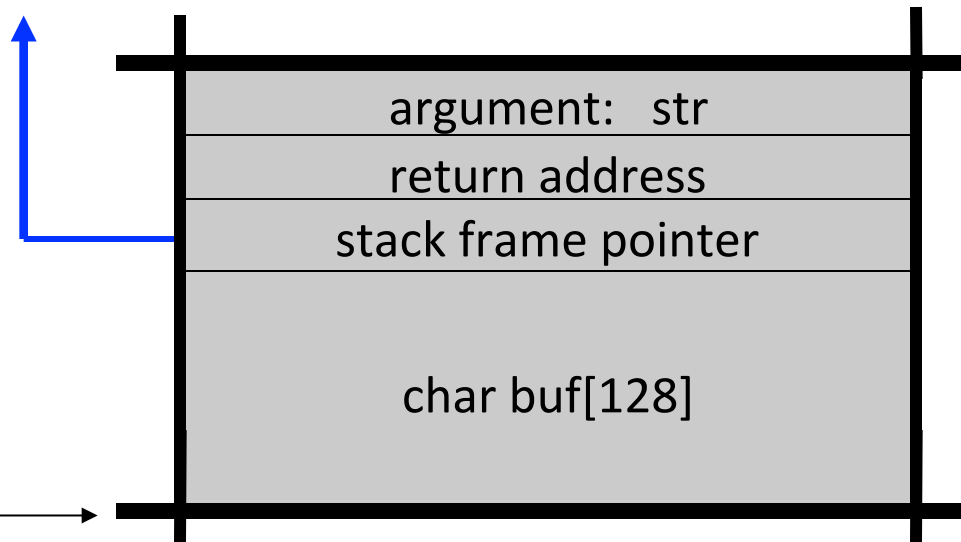 argument: str
return address
stack frame pointer
char buf[128]